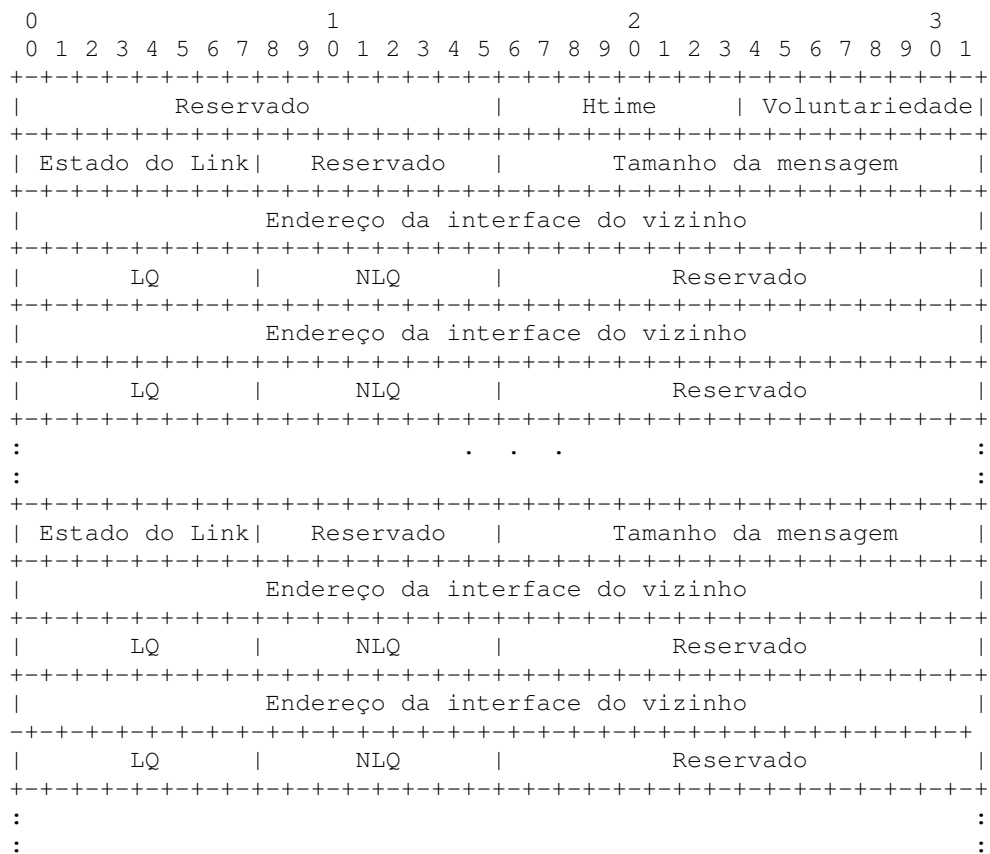 0                   1                   2                   3
0 1 2 3 4 5 6 7 8 9 0 1 2 3 4 5 6 7 8 9 0 1 2 3 4 5 6 7 8 9 0 1
+-+-+-+-+-+-+-+-+-+-+-+-+-+-+-+-+-+-+-+-+-+-+-+-+-+-+-+-+-+-+-+-+
|          Reservado            |     Htime     | Voluntariedade|
+-+-+-+-+-+-+-+-+-+-+-+-+-+-+-+-+-+-+-+-+-+-+-+-+-+-+-+-+-+-+-+-+
| Estado do Link|   Reservado   |       Tamanho da mensagem     |
+-+-+-+-+-+-+-+-+-+-+-+-+-+-+-+-+-+-+-+-+-+-+-+-+-+-+-+-+-+-+-+-+
|                Endereço da interface do vizinho               |
+-+-+-+-+-+-+-+-+-+-+-+-+-+-+-+-+-+-+-+-+-+-+-+-+-+-+-+-+-+-+-+-+
|       LQ      |      NLQ      |           Reservado           |
+-+-+-+-+-+-+-+-+-+-+-+-+-+-+-+-+-+-+-+-+-+-+-+-+-+-+-+-+-+-+-+-+
|                Endereço da interface do vizinho               |
+-+-+-+-+-+-+-+-+-+-+-+-+-+-+-+-+-+-+-+-+-+-+-+-+-+-+-+-+-+-+-+-+
|       LQ      |      NLQ      |           Reservado           |
+-+-+-+-+-+-+-+-+-+-+-+-+-+-+-+-+-+-+-+-+-+-+-+-+-+-+-+-+-+-+-+-+
:                             .  .  .                           :
:                                                               :
+-+-+-+-+-+-+-+-+-+-+-+-+-+-+-+-+-+-+-+-+-+-+-+-+-+-+-+-+-+-+-+-+
| Estado do Link|   Reservado   |       Tamanho da mensagem     |
+-+-+-+-+-+-+-+-+-+-+-+-+-+-+-+-+-+-+-+-+-+-+-+-+-+-+-+-+-+-+-+-+
|                Endereço da interface do vizinho               |
+-+-+-+-+-+-+-+-+-+-+-+-+-+-+-+-+-+-+-+-+-+-+-+-+-+-+-+-+-+-+-+-+
|       LQ      |      NLQ      |           Reservado           |
+-+-+-+-+-+-+-+-+-+-+-+-+-+-+-+-+-+-+-+-+-+-+-+-+-+-+-+-+-+-+-+-+
|                Endereço da interface do vizinho               |
-+-+-+-+-+-+-+-+-+-+-+-+-+-+-+-+-+-+-+-+-+-+-+-+-+-+-+-+-+-+-+-+
|       LQ      |      NLQ      |           Reservado           |
+-+-+-+-+-+-+-+-+-+-+-+-+-+-+-+-+-+-+-+-+-+-+-+-+-+-+-+-+-+-+-+-+
:                                                               :
:                                                               :